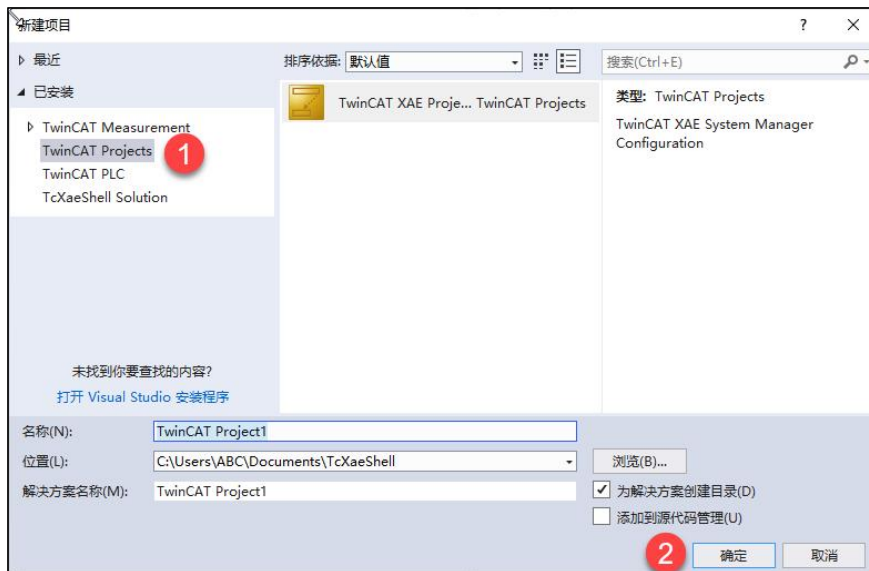 新建项目
?
最近
排序依据: 默认值
搜索(Ctrl+E)
已安装
TwinCAT Measurement
TwinCAT Projects
1
TwinCAT PLC
TcXaeShell Solution
TwinCAT XAE Proje... TwinCAT Projects
类型: TwinCAT Projects
TwinCAT XAE System Manager
Configuration
未找到你要查找的内容?
打开 Visual Studio 安装程序
名称(N): TwinCAT Project1
位置(L): C:\Users\ABC\Documents\TcXaeShell
浏览(B)...
解决方案名称(M): TwinCAT Project1
为解决方案创建目录(D)
添加到源代码管理(U)
2
确定
取消